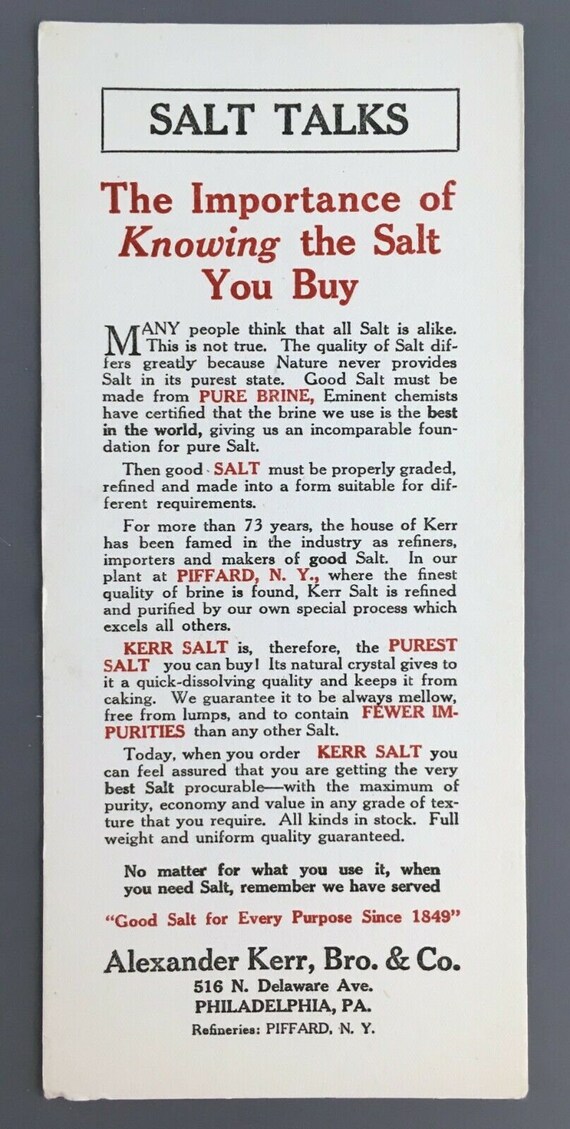 SALT TALKS
The Importance of
Knowing the Salt
You Buy
MANY people think that all Salt is alike.
This is not true. The quality of Salt dif-
fers greatly because Nature never provides
Salt in its purest state. Good Salt must be
made from PURE BRINE, Eminent chemists
have certified that the brine we use is the best
in the world, giving us an incomparable foun-
dation for pure Salt.
Then good SALT must be properly graded,
refined and made into a form suitable for dif-
ferent requirements.
For more than 73 years, the house of Kerr
has been famed in the industry as refiners,
importers and makers of good Salt. In our
plant at PIFFARD, N. Y., where the finest
quality of brine is found, Kerr Salt is refined
and purified by our own special process which
excels all others.
KERR SALT is, therefore, the PUREST
SALT you can buy! Its natural crystal gives to
it a quick-dissolving quality and keeps it from
caking. We guarantee it to be always mellow,
free from lumps, and to contain FEWER IM-
PURITIES than any other Salt.
Today, when you order KERR SALT you
can feel assured that you are getting the very
best Salt procurable—with the maximum of
purity, economy and value in any grade of tex-
ture that you require. All kinds in stock. Full
weight and uniform quality guaranteed.
No matter for what you use it, when
you need Salt, remember we have served
"Good Salt for Every Purpose Since 1849"
Alexander Kerr, Bro. & Co.
516 N. Delaware Ave.
PHILADELPHIA, PA.
Refineries: PIFFARD, N. Y.